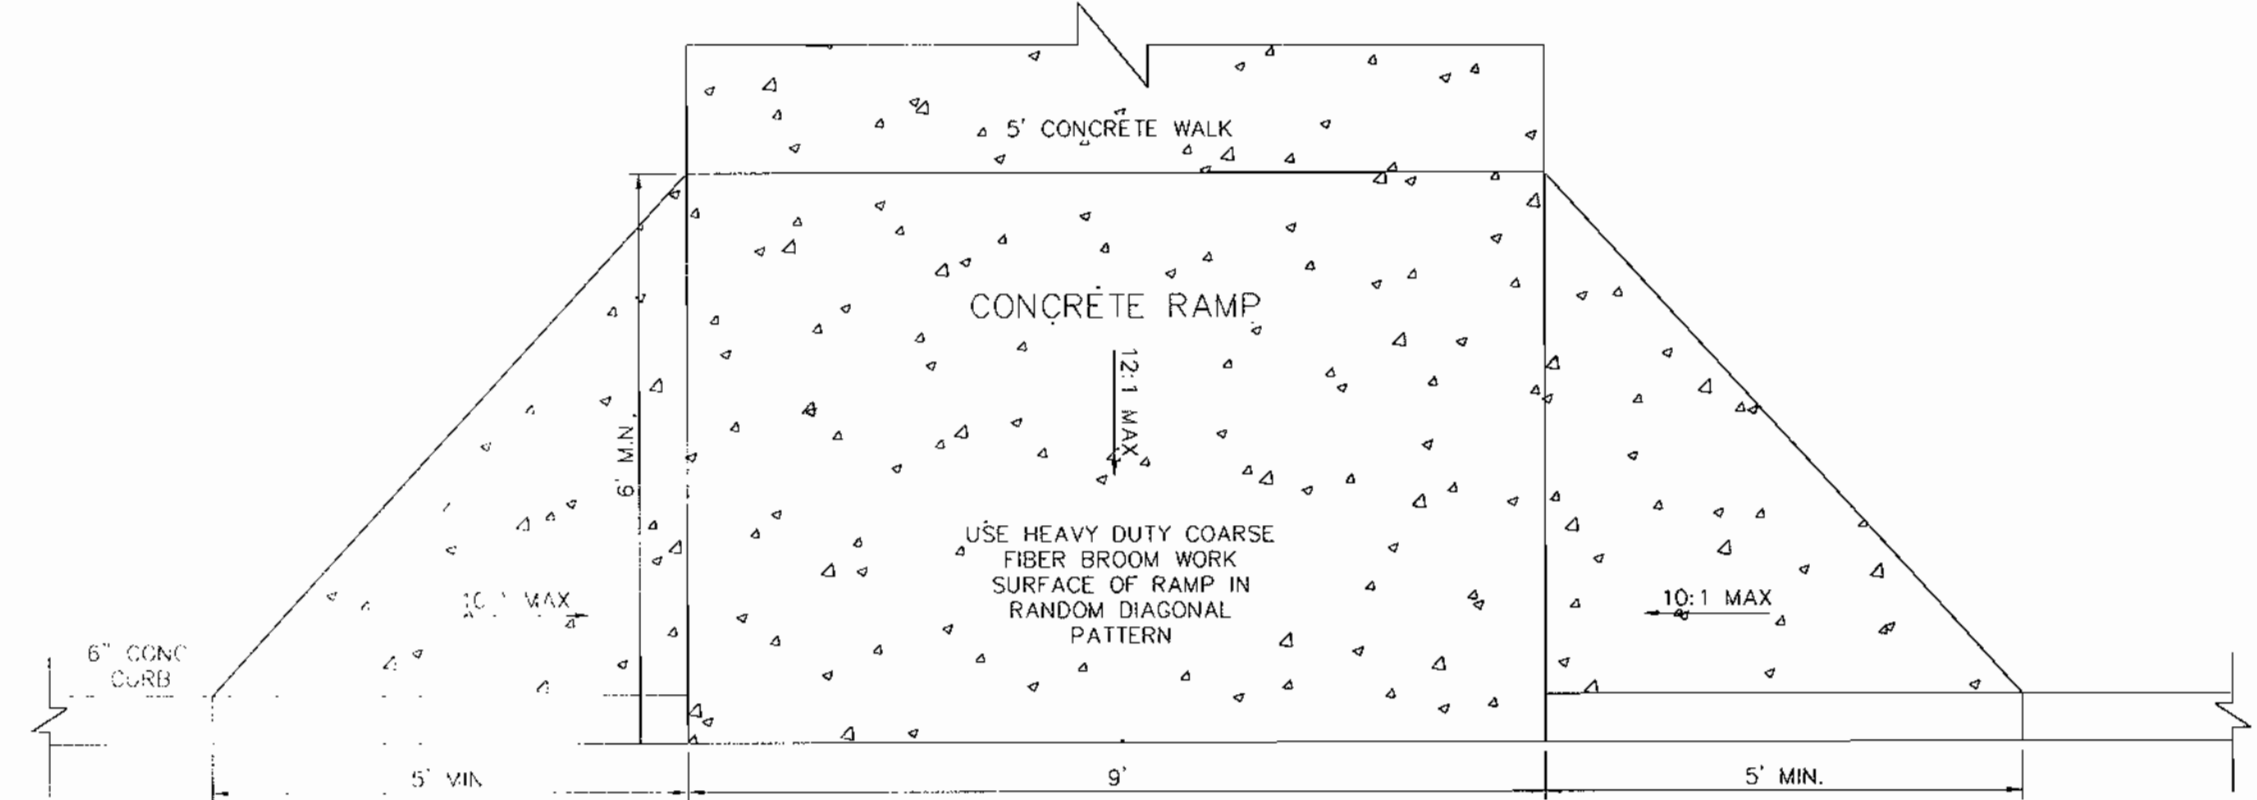 5' CONCRETE WALK
CONCRETE RAMP
12:1 MAX
6' M.N.
USE HEAVY DUTY COARSE
FIBER BROOM WORK
SURFACE OF RAMP IN
RANDOM DIAGONAL
PATTERN
MAX
10:1 MAX
6" CONC
CURB
5' MIN
9'
5' MIN.